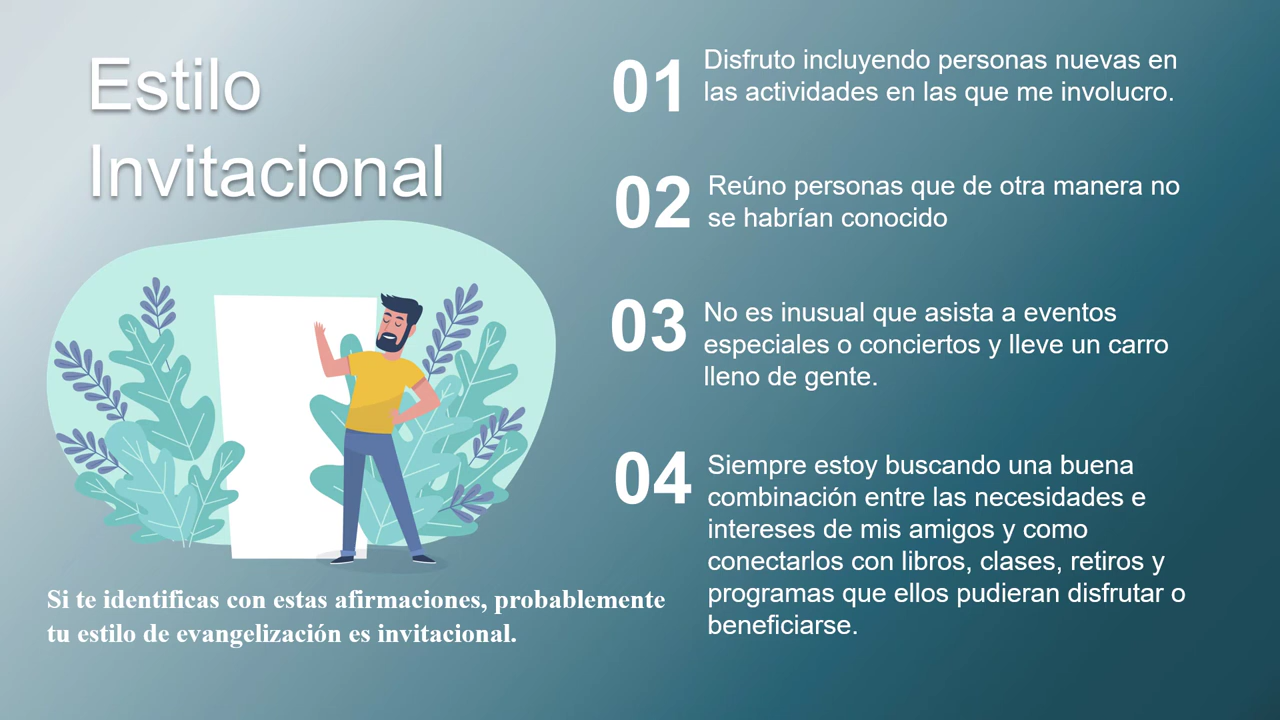 Estilo
Invitacional
01
Disfruto incluyendo personas nuevas en
las actividades en las que me involucro.
02
Reúno personas que de otra manera no
se habrían conocido
03
No es inusual que asista a eventos
especiales o conciertos y lleve un carro
lleno de gente.
04
Siempre estoy buscando una buena
combinación entre las necesidades e
intereses de mis amigos y como
conectarlos con libros, clases, retiros y
programas que ellos pudieran disfrutar o
beneficiarse.
Si te identificas con estas afirmaciones, probablemente
tu estilo de evangelización es invitacional.